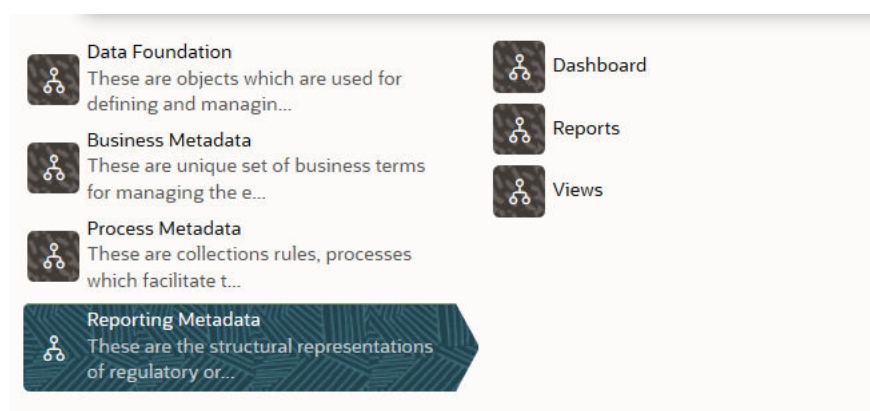 Data Foundation
These are objects which are used for
defining and managin...
Business Metadata
These are unique set of business terms
for managing the e...
Process Metadata
These are collections rules, processes
which facilitate t...
Reporting Metadata
These are the structural representations
of regulatory or...
Dashboard
Reports
Views